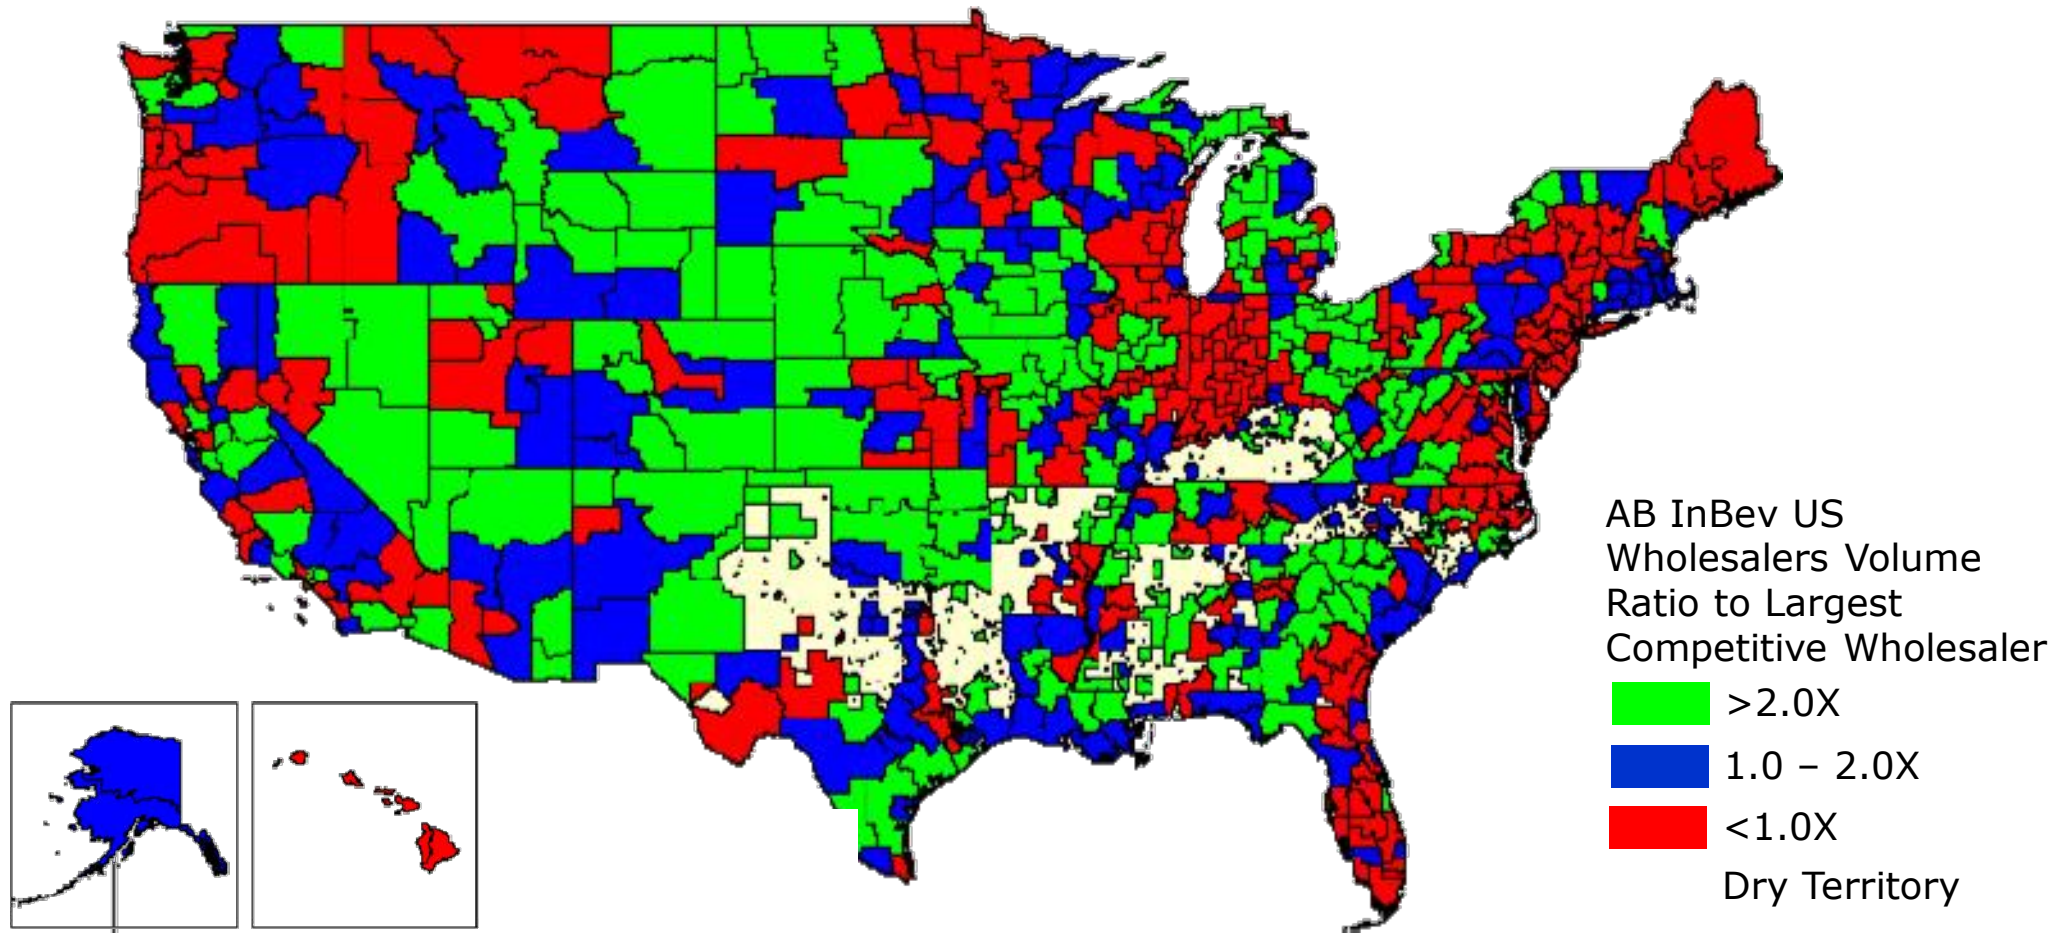 AB InBev US
Wholesalers Volume
Ratio to Largest
Competitive Wholesaler
>2.0X
1.0 – 2.0X
<1.0X
Dry Territory